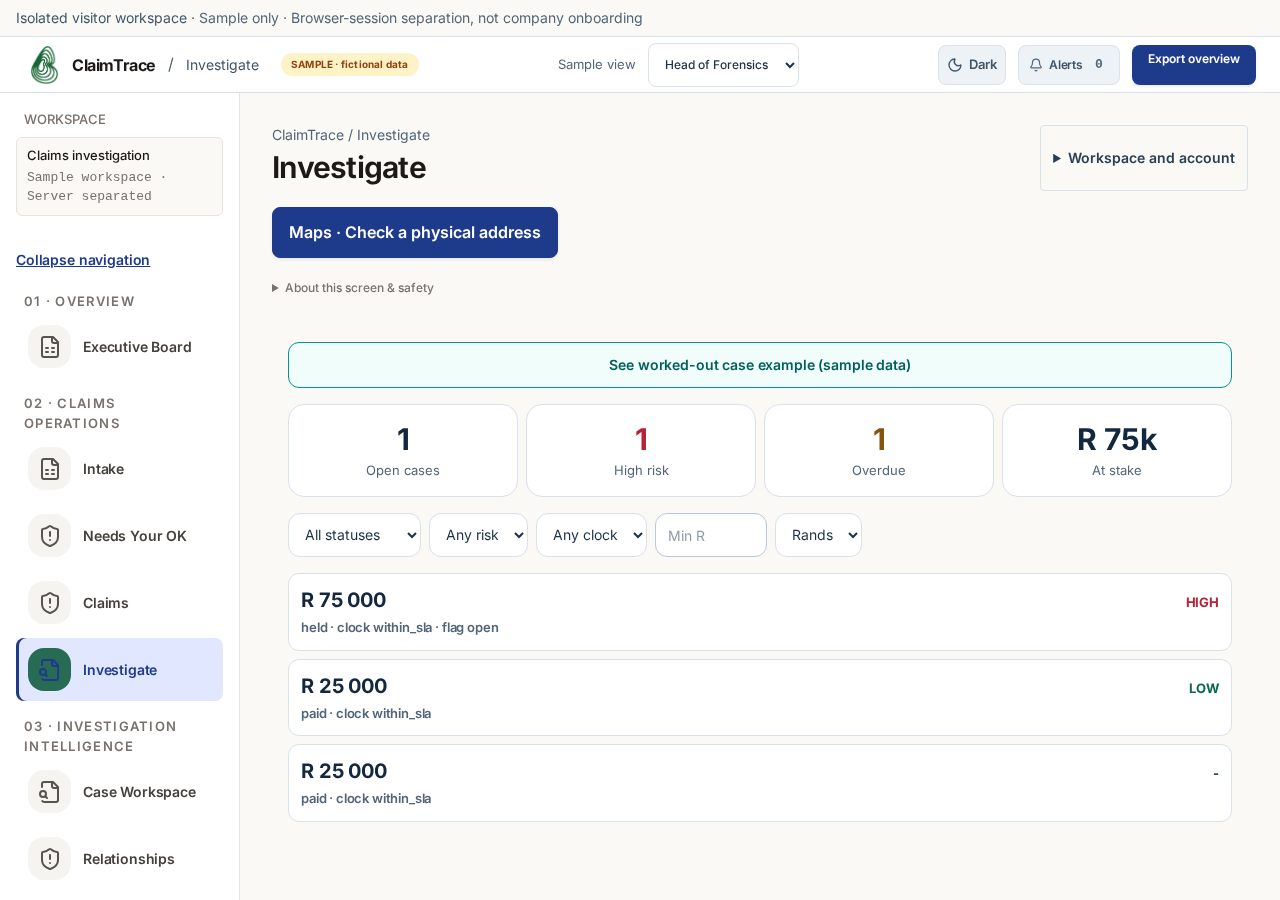 Isolated visitor workspace · Sample only · Browser-session separation, not company onboarding
ClaimTrace / Investigate
SAMPLE · fictional data
Sample view
Head of Forensics
Dark
Alerts 0
Export overview
WORKSPACE
Claims investigation
Sample workspace ·
Server separated
Collapse navigation
01 · OVERVIEW
Executive Board
02 · CLAIMS
OPERATIONS
Intake
Needs Your OK
Claims
Investigate
03 · INVESTIGATION
INTELLIGENCE
Case Workspace
Relationships
ClaimTrace / Investigate
Investigate
Workspace and account
Maps · Check a physical address
About this screen & safety
See worked-out case example (sample data)
1
Open cases
1
High risk
1
Overdue
R 75k
At stake
All statuses
Any risk
Any clock
Min R
Rands
R 75 000
HIGH
held · clock within_sla · flag open
R 25 000
LOW
paid · clock within_sla
R 25 000
-
paid · clock within_sla